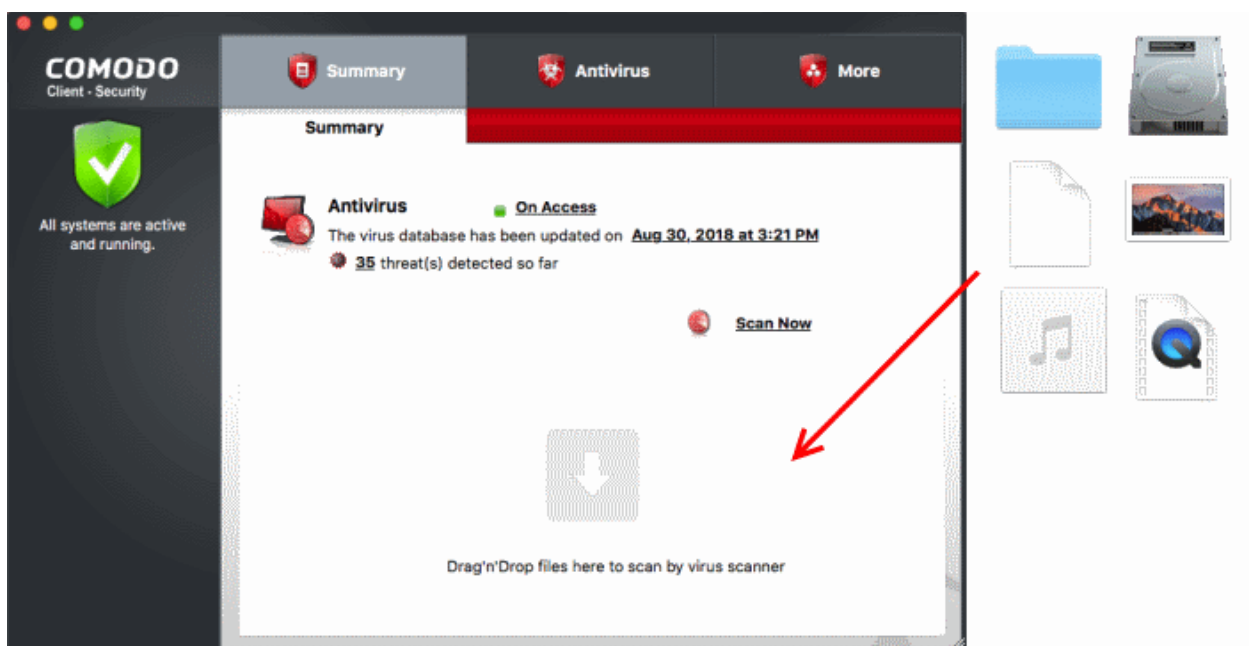 COMODO
Client - Security
Summary
Antivirus
More
Summary
All systems are active
and running.
Antivirus On Access
The virus database has been updated on Aug 30, 2018 at 3:21 PM
35 threat(s) detected so far
Scan Now
Drag'n'Drop files here to scan by virus scanner